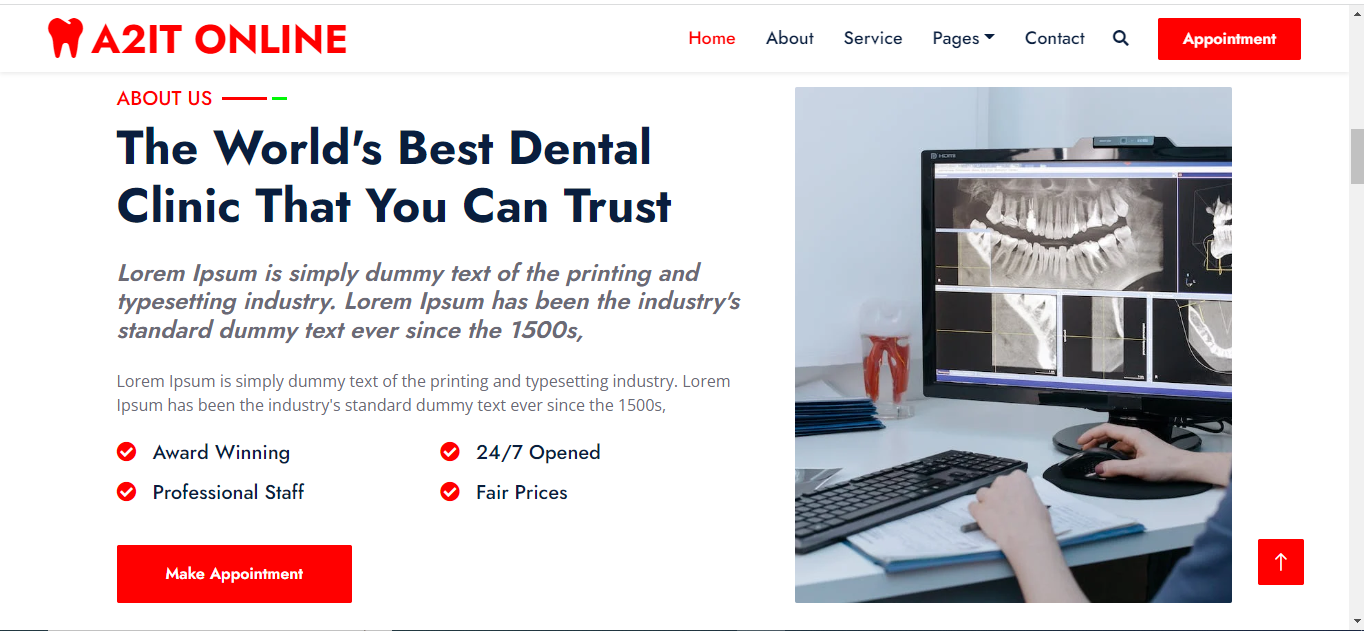 A2IT ONLINE
Home About Service Pages Contact Appointment
ABOUT US
The World's Best Dental
Clinic That You Can Trust
Lorem Ipsum is simply dummy text of the printing and
typesetting industry. Lorem Ipsum has been the industry's
standard dummy text ever since the 1500s,
Lorem Ipsum is simply dummy text of the printing and typesetting industry. Lorem
Ipsum has been the industry's standard dummy text ever since the 1500s,
Award Winning 24/7 Opened
Professional Staff Fair Prices
Make Appointment
HDMI